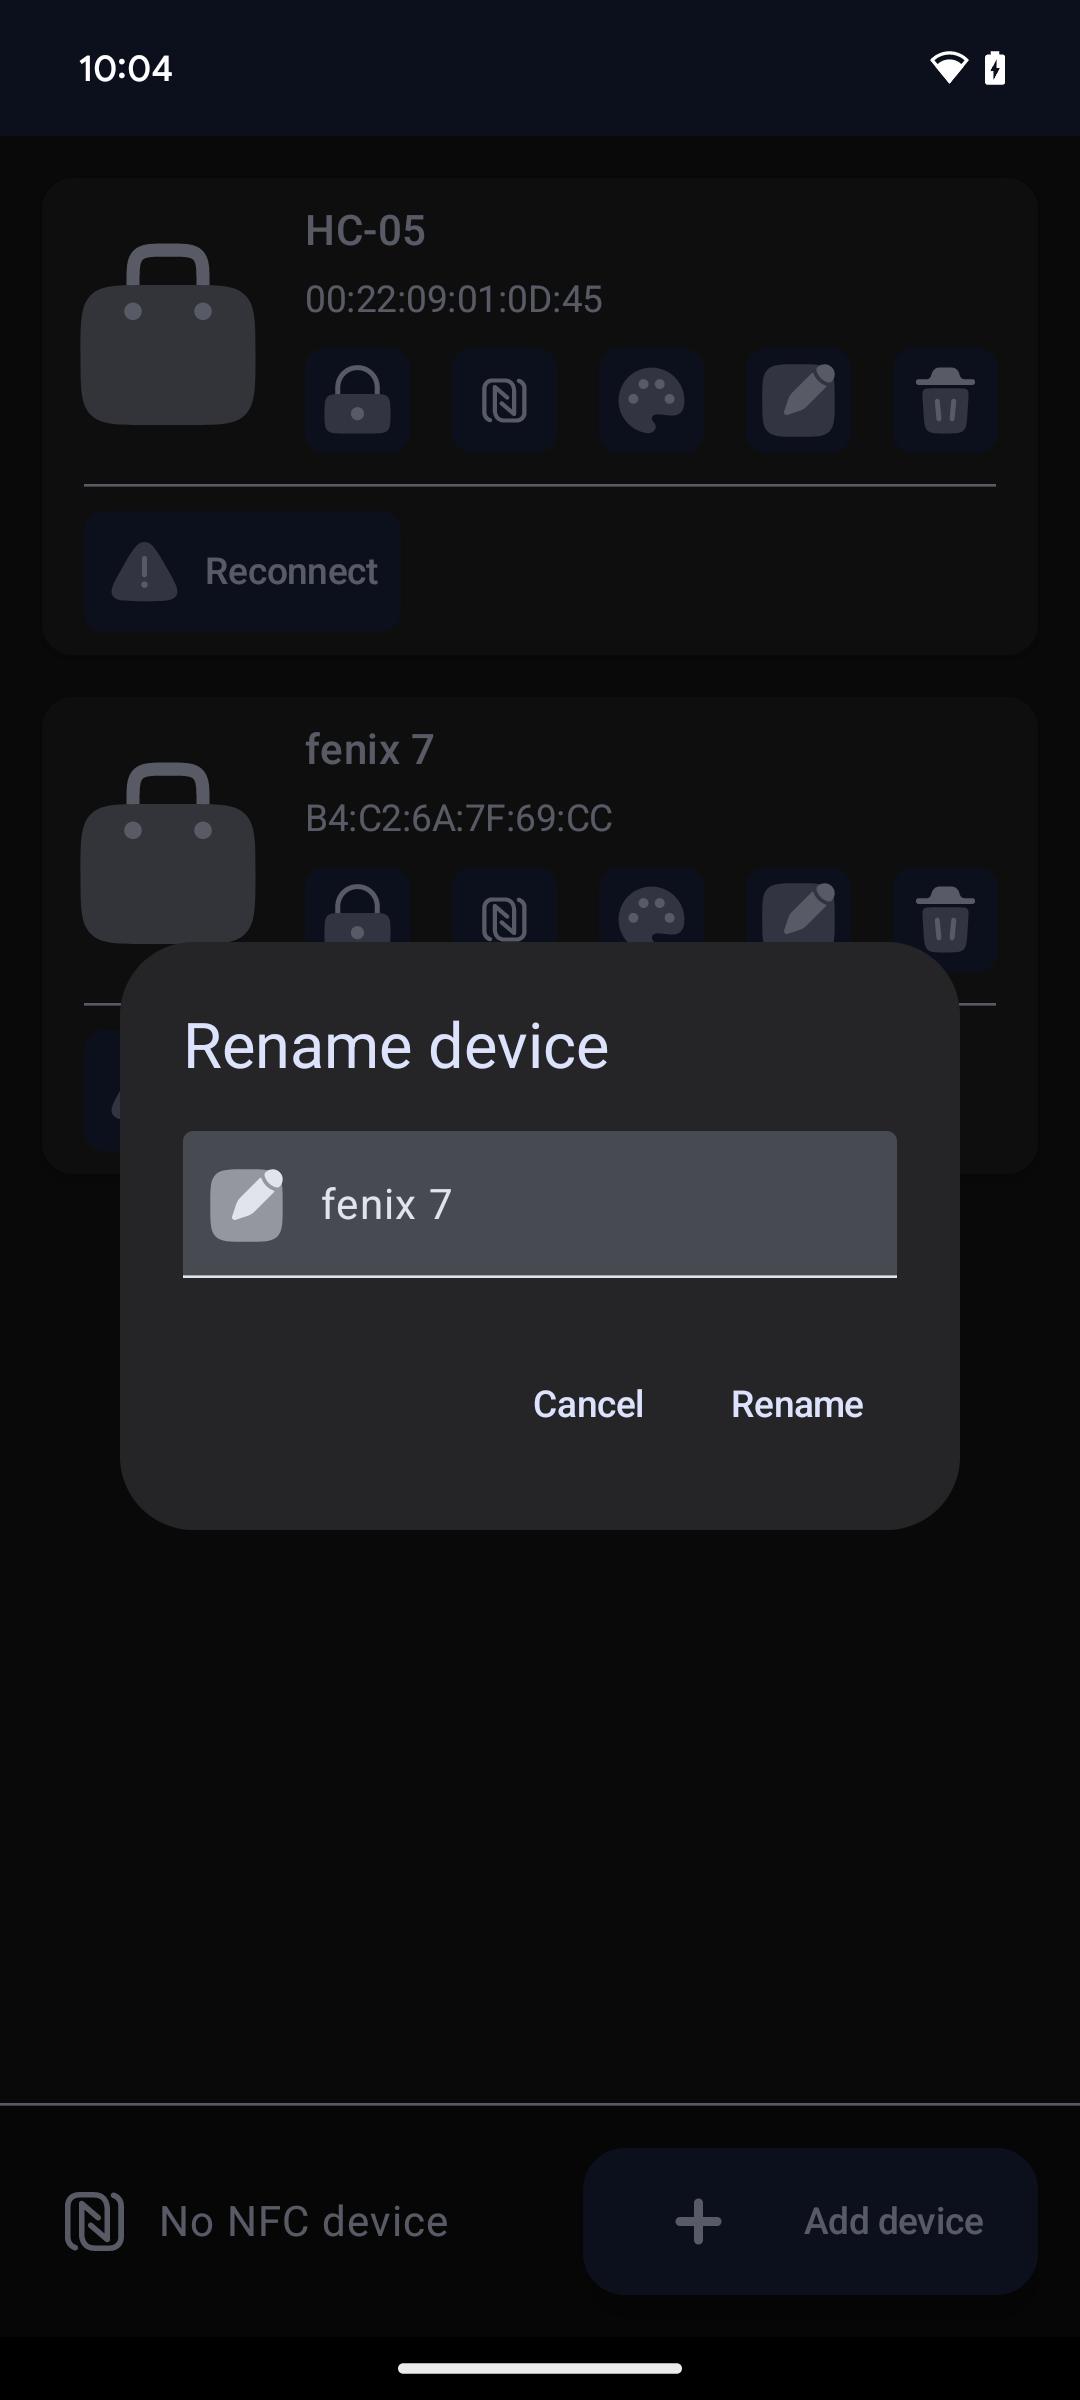 10:04
HC-05
00:22:09:01:0D:45
Reconnect
fenix 7
B4:C2:6A:7F:69:CC
Rename device
fenix 7
Cancel
Rename
No NFC device
Add device